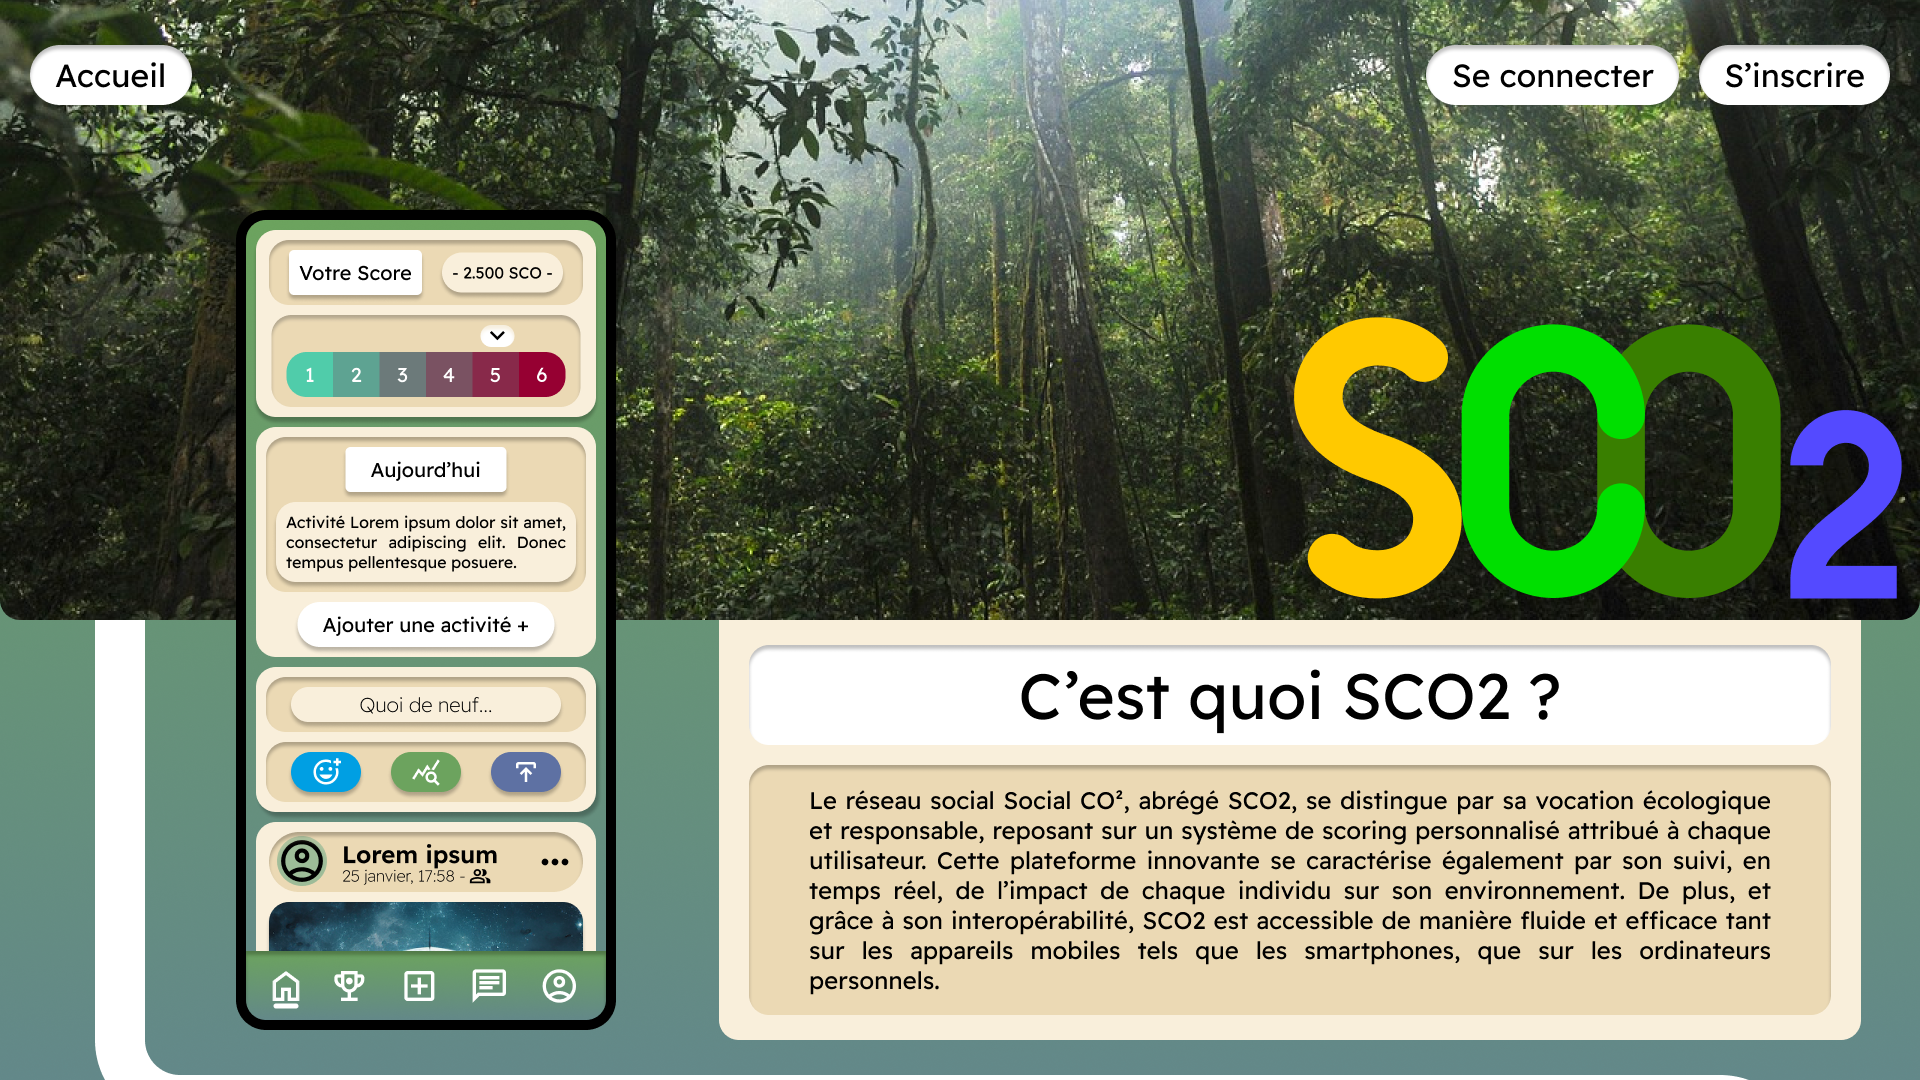 Accueil
Se connecter
S’inscrire
Votre Score
- 2.500 SCO -
1 2 3 4 5 6
Aujourd’hui
Activité Lorem ipsum dolor sit amet,
consectetur adipiscing elit. Donec
tempus pellentesque posuere.
Ajouter une activité +
Quoi de neuf...
Lorem ipsum
25 janvier, 17:58 -
SCO2
C’est quoi SCO2 ?
Le réseau social Social CO², abrégé SCO2, se distingue par sa vocation écologique
et responsable, reposant sur un système de scoring personnalisé attribué à chaque
utilisateur. Cette plateforme innovante se caractérise également par son suivi, en
temps réel, de l’impact de chaque individu sur son environnement. De plus, et
grâce à son interopérabilité, SCO2 est accessible de manière fluide et efficace tant
sur les appareils mobiles tels que les smartphones, que sur les ordinateurs
personnels.